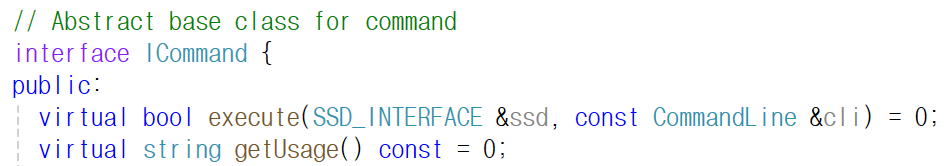 // Abstract base class for command
interface ICommand {
public:
virtual bool execute(SSD_INTERFACE &ssd, const CommandLine &cli) = 0;
virtual string getUsage() const = 0;